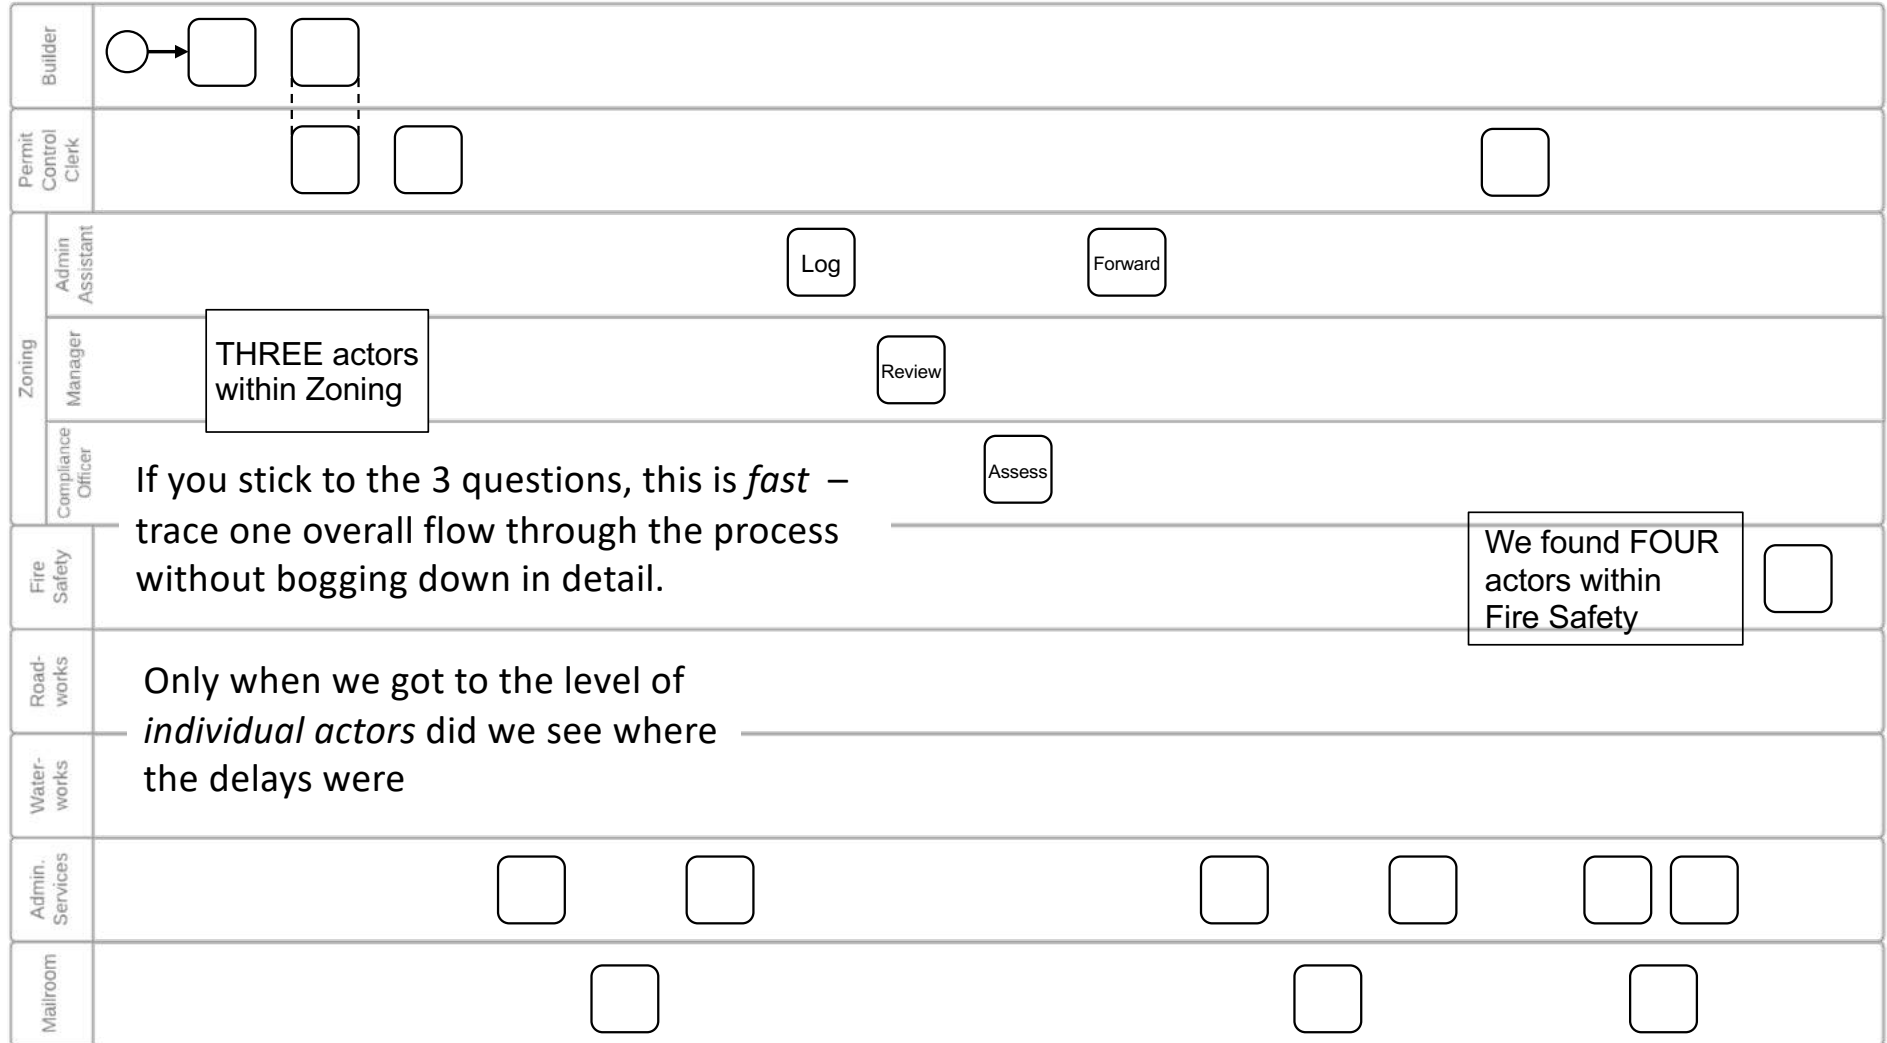 Builder
Permit
Control
Clerk
Zoning
Admin
Assistant
Log
Forward
Manager
THREE actors
within Zoning
Review
Compliance
Officer
If you stick to the 3 questions, this is fast –
trace one overall flow through the process
without bogging down in detail.
Assess
Fire
Safety
We found FOUR
actors within
Fire Safety
Road-
works
Only when we got to the level of
individual actors did we see where
the delays were
Water-
works
Admin.
Services
Mailroom